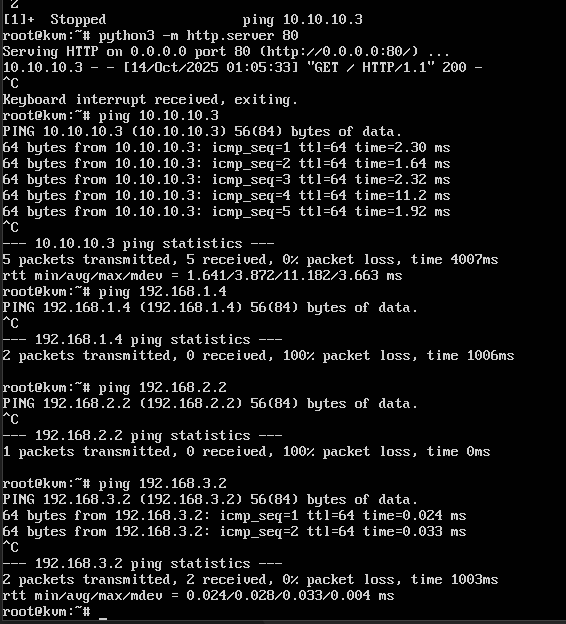 ^Z
[1]+  Stopped                 ping 10.10.10.3
root@kvm:~# python3 -m http.server 80
Serving HTTP on 0.0.0.0 port 80 (http://0.0.0.0:80/) ...
10.10.10.3 - - [14/Oct/2025 01:05:33] "GET / HTTP/1.1" 200 -
^C
Keyboard interrupt received, exiting.
root@kvm:~# ping 10.10.10.3
PING 10.10.10.3 (10.10.10.3) 56(84) bytes of data.
64 bytes from 10.10.10.3: icmp_seq=1 ttl=64 time=2.30 ms
64 bytes from 10.10.10.3: icmp_seq=2 ttl=64 time=1.64 ms
64 bytes from 10.10.10.3: icmp_seq=3 ttl=64 time=2.32 ms
64 bytes from 10.10.10.3: icmp_seq=4 ttl=64 time=11.2 ms
64 bytes from 10.10.10.3: icmp_seq=5 ttl=64 time=1.92 ms
^C
--- 10.10.10.3 ping statistics ---
5 packets transmitted, 5 received, 0% packet loss, time 4007ms
rtt min/avg/max/mdev = 1.641/3.872/11.182/3.663 ms
root@kvm:~# ping 192.168.1.4
PING 192.168.1.4 (192.168.1.4) 56(84) bytes of data.
^C
--- 192.168.1.4 ping statistics ---
2 packets transmitted, 0 received, 100% packet loss, time 1006ms

root@kvm:~# ping 192.168.2.2
PING 192.168.2.2 (192.168.2.2) 56(84) bytes of data.
^C
--- 192.168.2.2 ping statistics ---
1 packets transmitted, 0 received, 100% packet loss, time 0ms

root@kvm:~# ping 192.168.3.2
PING 192.168.3.2 (192.168.3.2) 56(84) bytes of data.
64 bytes from 192.168.3.2: icmp_seq=1 ttl=64 time=0.024 ms
64 bytes from 192.168.3.2: icmp_seq=2 ttl=64 time=0.033 ms
^C
--- 192.168.3.2 ping statistics ---
2 packets transmitted, 2 received, 0% packet loss, time 1003ms
rtt min/avg/max/mdev = 0.024/0.028/0.033/0.004 ms
root@kvm:~# _